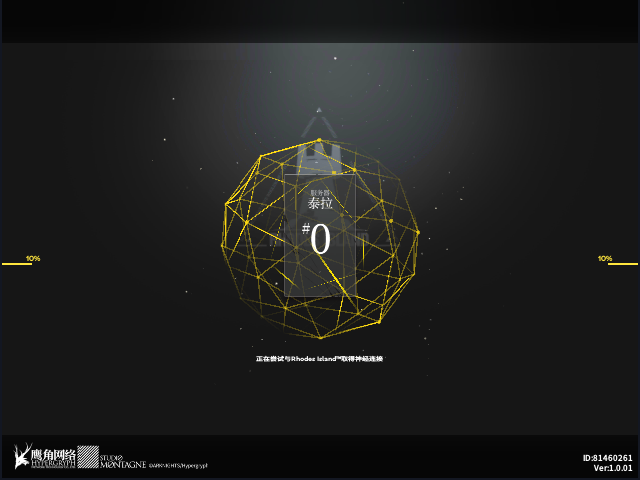 服务器
泰拉
#0
10%
10%
正在尝试与Rhodes Island™取得神经连接
鹰角网络
HYPERGRYPH
STUDIO
MONTAGNE
©ARKNIGHTS/Hypergryph
ID:81460261
Ver:1.0.01